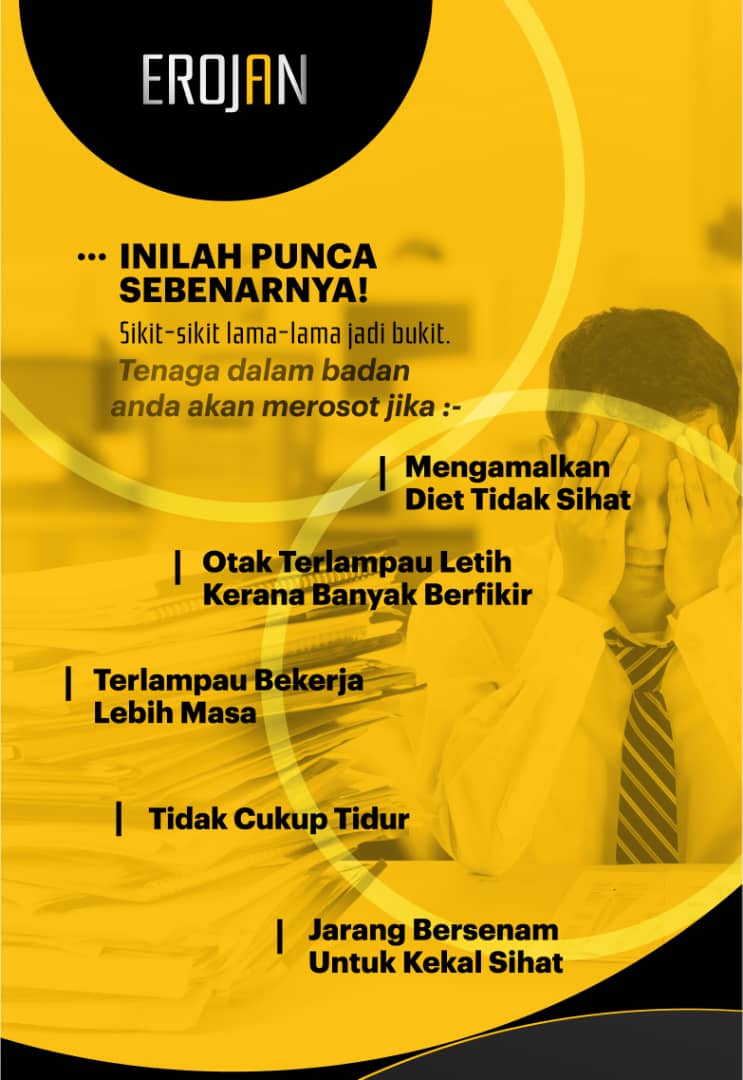 EROJAN
... INILAH PUNCA
SEBENARNYA!
Sikit-sikit lama-lama jadi bukit.
Tenaga dalam badan
anda akan merosot jika :-
| Mengamalkan
Diet Tidak Sihat
| Otak Terlampau Letih
Kerana Banyak Berfikir
| Terlampau Bekerja
Lebih Masa
| Tidak Cukup Tidur
| Jarang Bersenam
Untuk Kekal Sihat